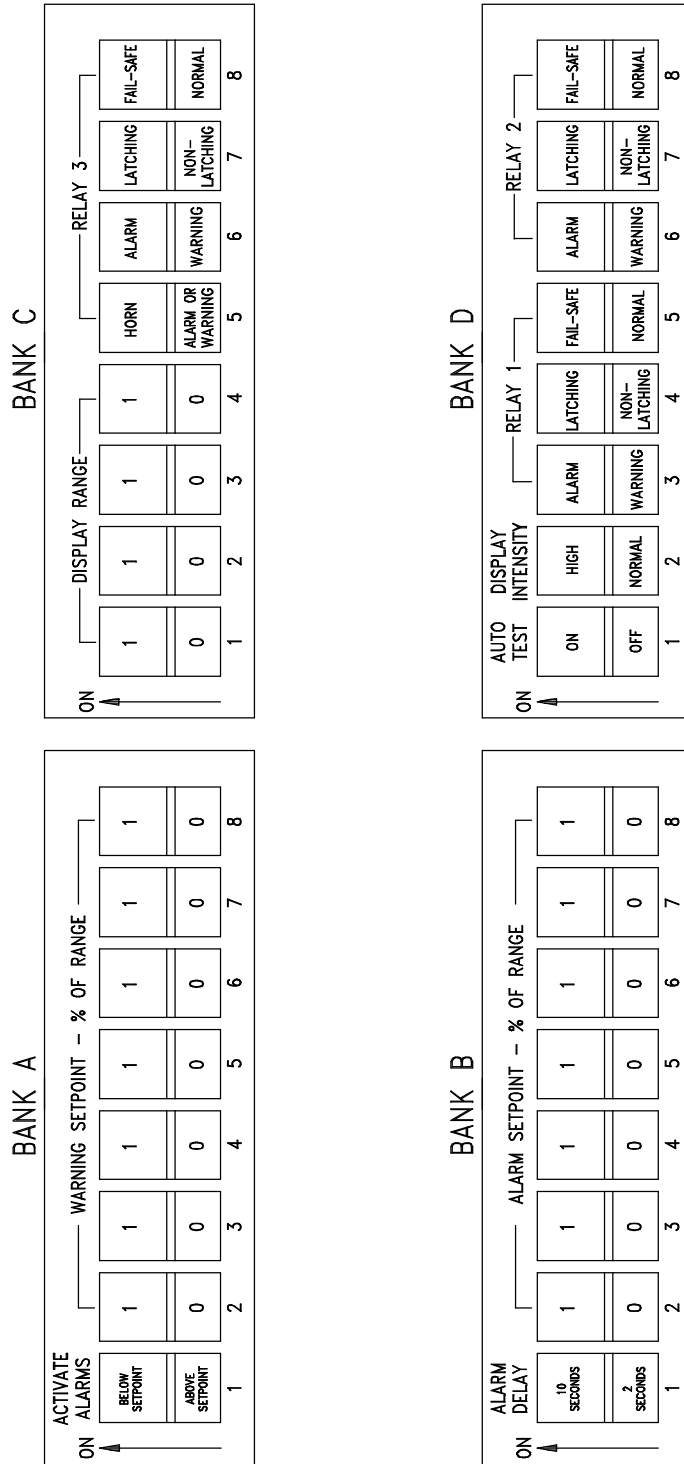 BANK A
ON
ACTIVATE
ALARMS
WARNING SETPOINT – % OF RANGE
BELOW
SETPOINT
1 1 1 1 1 1 1
ABOVE
SETPOINT
0 0 0 0 0 0 0
1 2 3 4 5 6 7 8
BANK C
ON
DISPLAY RANGE
RELAY 3
1 1 1 1
HORN
ALARM
LATCHING
FAIL–SAFE
0 0 0 0
ALARM OR
WARNING
WARNING
NON–
LATCHING
NORMAL
1 2 3 4 5 6 7 8
BANK B
ON
ALARM
DELAY
ALARM SETPOINT – % OF RANGE
10
SECONDS
1 1 1 1 1 1 1
2
SECONDS
0 0 0 0 0 0 0
1 2 3 4 5 6 7 8
BANK D
ON
AUTO
TEST
DISPLAY
INTENSITY
RELAY 1
RELAY 2
ON
HIGH
ALARM
LATCHING
FAIL–SAFE
ALARM
LATCHING
FAIL–SAFE
OFF
NORMAL
WARNING
NON–
LATCHING
NORMAL
WARNING
NON–
LATCHING
NORMAL
1 2 3 4 5 6 7 8